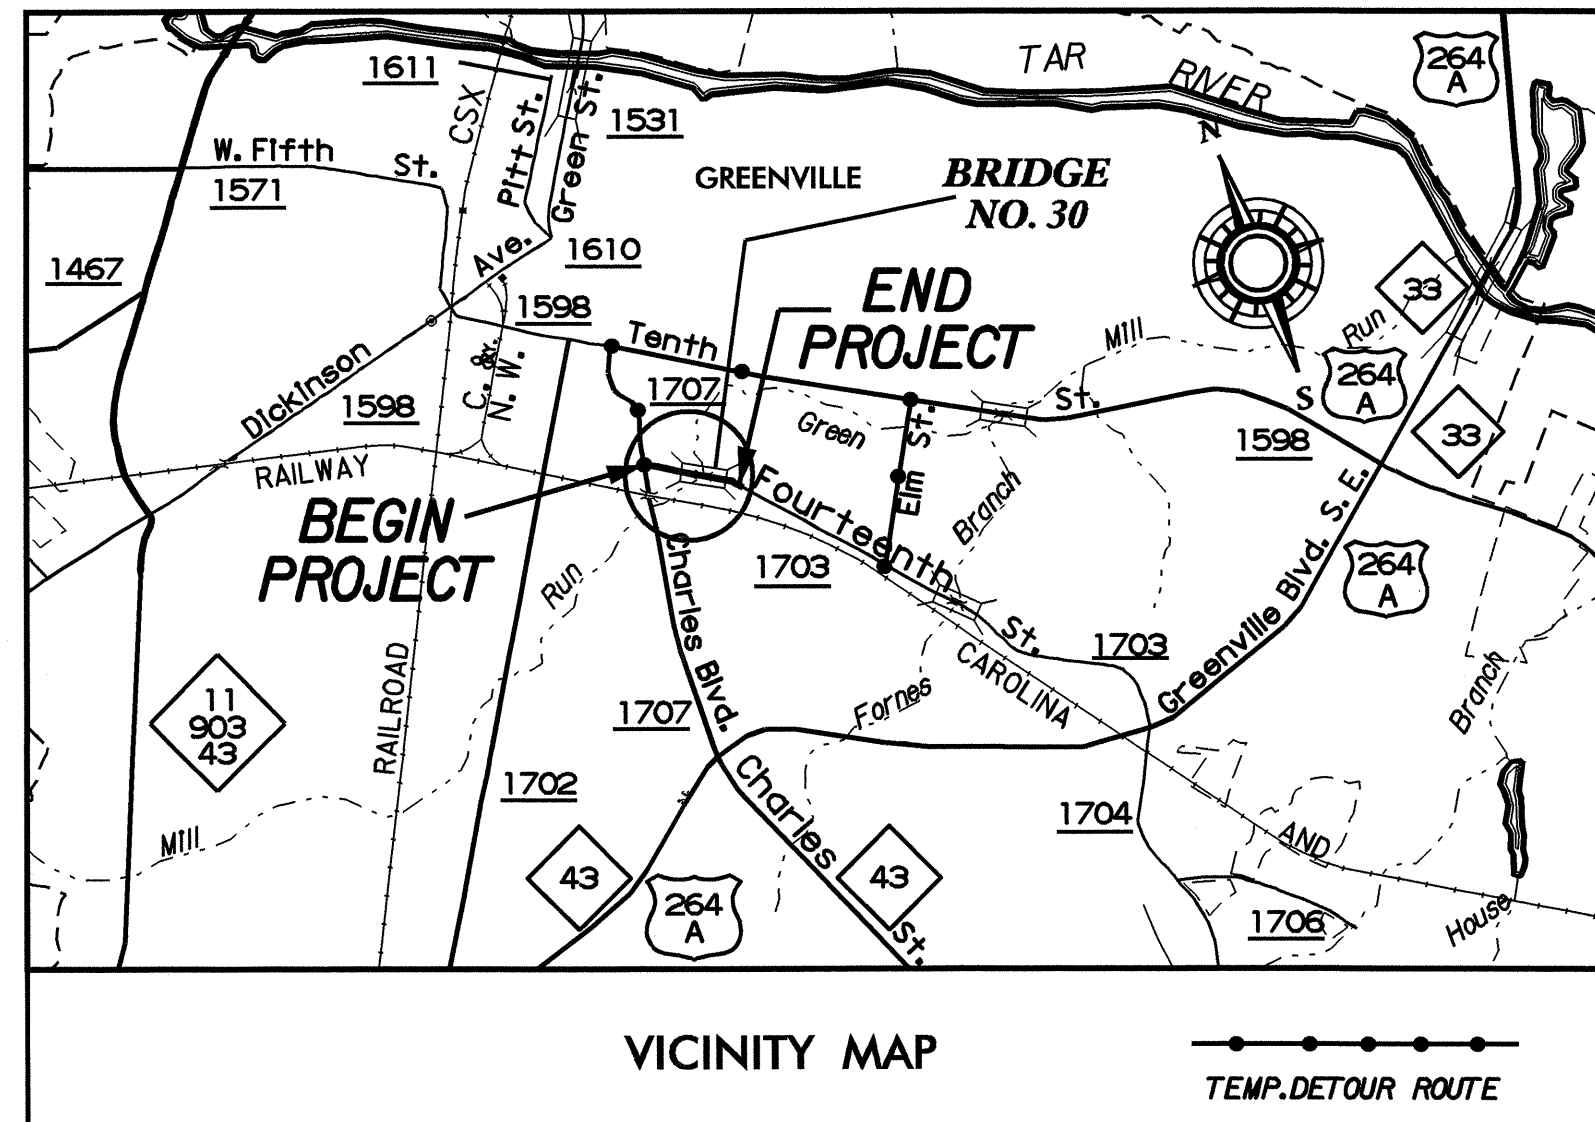 TAR
RIVER
264
A
1611
CSX
Pitt St.
Green St.
1531
W. Fifth
St.
1571
GREENVILLE
BRIDGE
NO. 30
N
S
1467
Ave.
1610
1598
END
PROJECT
33
Mill
Run
Tenth
264
A
Dickinson
1598
C. &
N. W.
RY.
1707
Green
St.
Elm
St.
1598
33
RAILWAY
BEGIN
PROJECT
Fourteenth
Branch
S. E.
1703
Run
Charles Blvd.
St.
264
A
Greenville Blvd.
1703
CAROLINA
RAILROAD
11
903
43
1707
Fornes
Branch
1702
Charles
St.
1704
Mill
AND
43
43
264
A
1706
House
VICINITY MAP
TEMP.DETOUR ROUTE